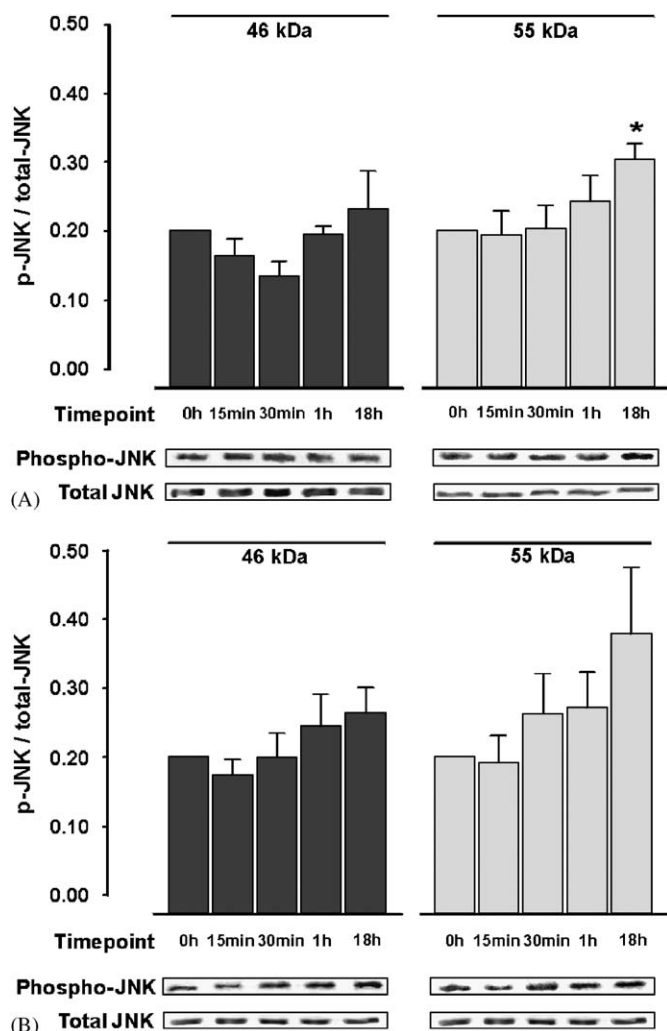 0.50
46 kDa
55 kDa
0.40
*
0.30
0.20
0.10
0.00
p-JNK / total-JNK
Timepoint 0h 15min 30min 1h 18h 0h 15min 30min 1h 18h
Phospho-JNK
(A) Total JNK
0.50
46 kDa
55 kDa
0.40
0.30
0.20
0.10
0.00
p-JNK / total-JNK
Timepoint 0h 15min 30min 1h 18h 0h 15min 30min 1h 18h
Phospho-JNK
(B) Total JNK